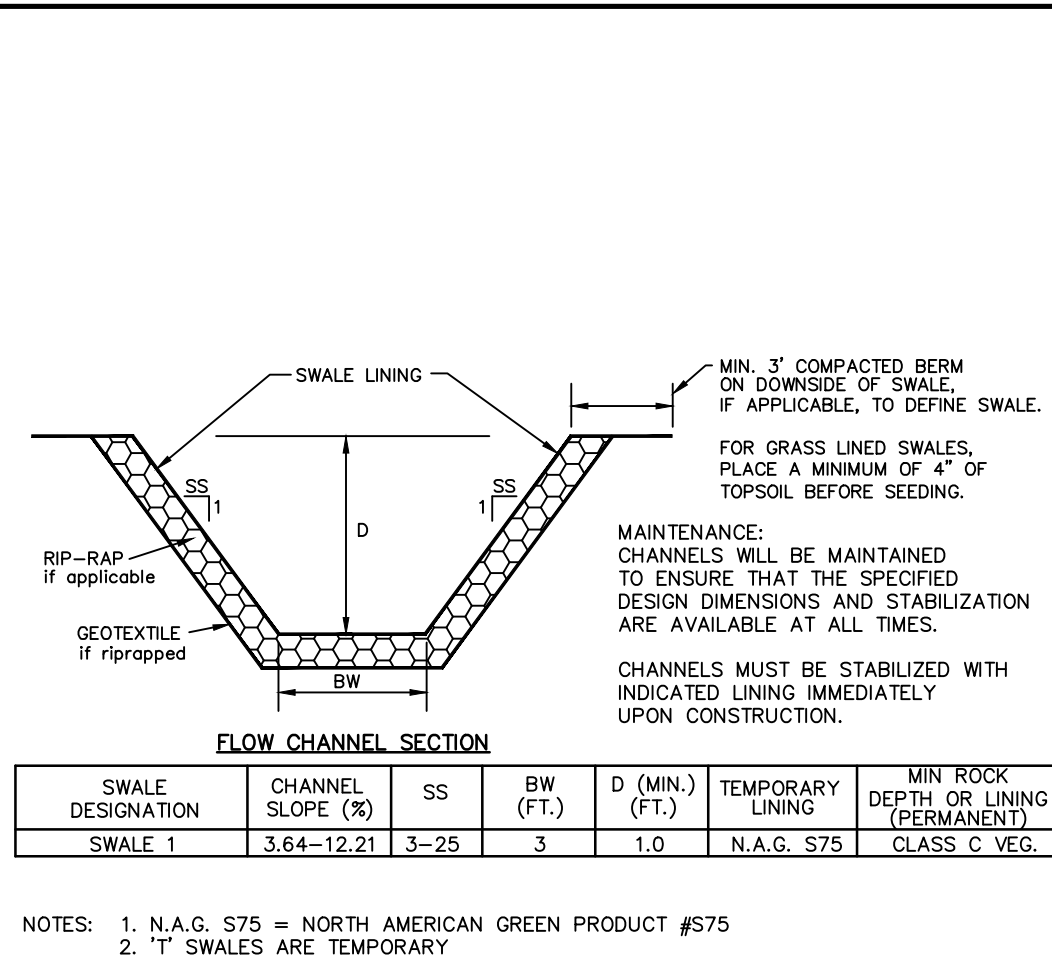 SWALE LINING
MIN. 3' COMPACTED BERM
ON DOWNSIDE OF SWALE,
IF APPLICABLE, TO DEFINE SWALE.
FOR GRASS LINED SWALES,
PLACE A MINIMUM OF 4" OF
TOPSOIL BEFORE SEEDING.
SS
1
SS
1
D
RIP-RAP
if applicable
GEOTEXTILE
if riprapped
BW
MAINTENANCE:
CHANNELS WILL BE MAINTAINED
TO ENSURE THAT THE SPECIFIED
DESIGN DIMENSIONS AND STABILIZATION
ARE AVAILABLE AT ALL TIMES.
CHANNELS MUST BE STABILIZED WITH
INDICATED LINING IMMEDIATELY
UPON CONSTRUCTION.
FLOW CHANNEL SECTION
SWALE
DESIGNATION
CHANNEL
SLOPE (%)
SS
BW
(FT.)
D (MIN.)
(FT.)
TEMPORARY
LINING
MIN ROCK
DEPTH OR LINING
(PERMANENT)
SWALE 1
3.64-12.21
3-25
3
1.0
N.A.G. S75
CLASS C VEG.
NOTES: 1. N.A.G. S75 = NORTH AMERICAN GREEN PRODUCT #S75
2. 'T' SWALES ARE TEMPORARY